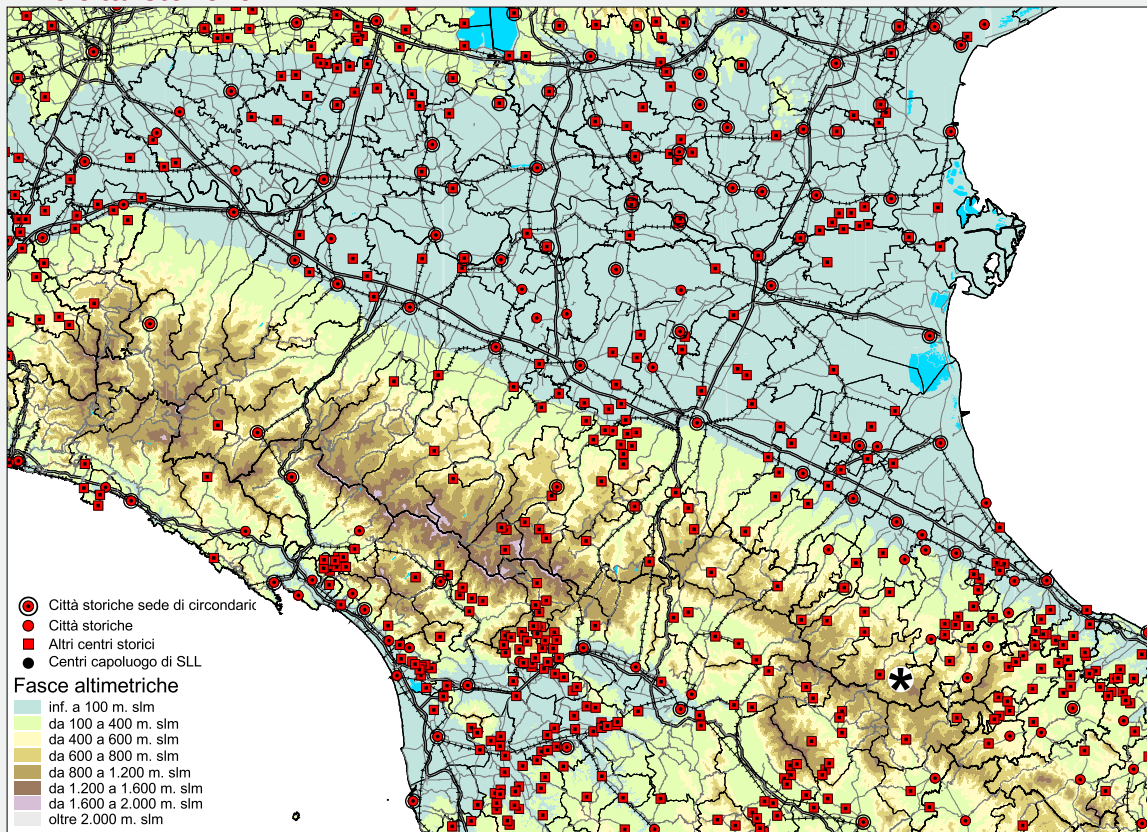 Città storiche sede di circondaric
Città storiche
Altri centri storici
Centri capoluogo di SLL
Fasce altimetriche
inf. a 100 m. slm
da 100 a 400 m. slm
da 400 a 600 m. slm
da 600 a 800 m. slm
da 800 a 1.200 m. slm
da 1.200 a 1.600 m. slm
da 1.600 a 2.000 m. slm
oltre 2.000 m. slm
*